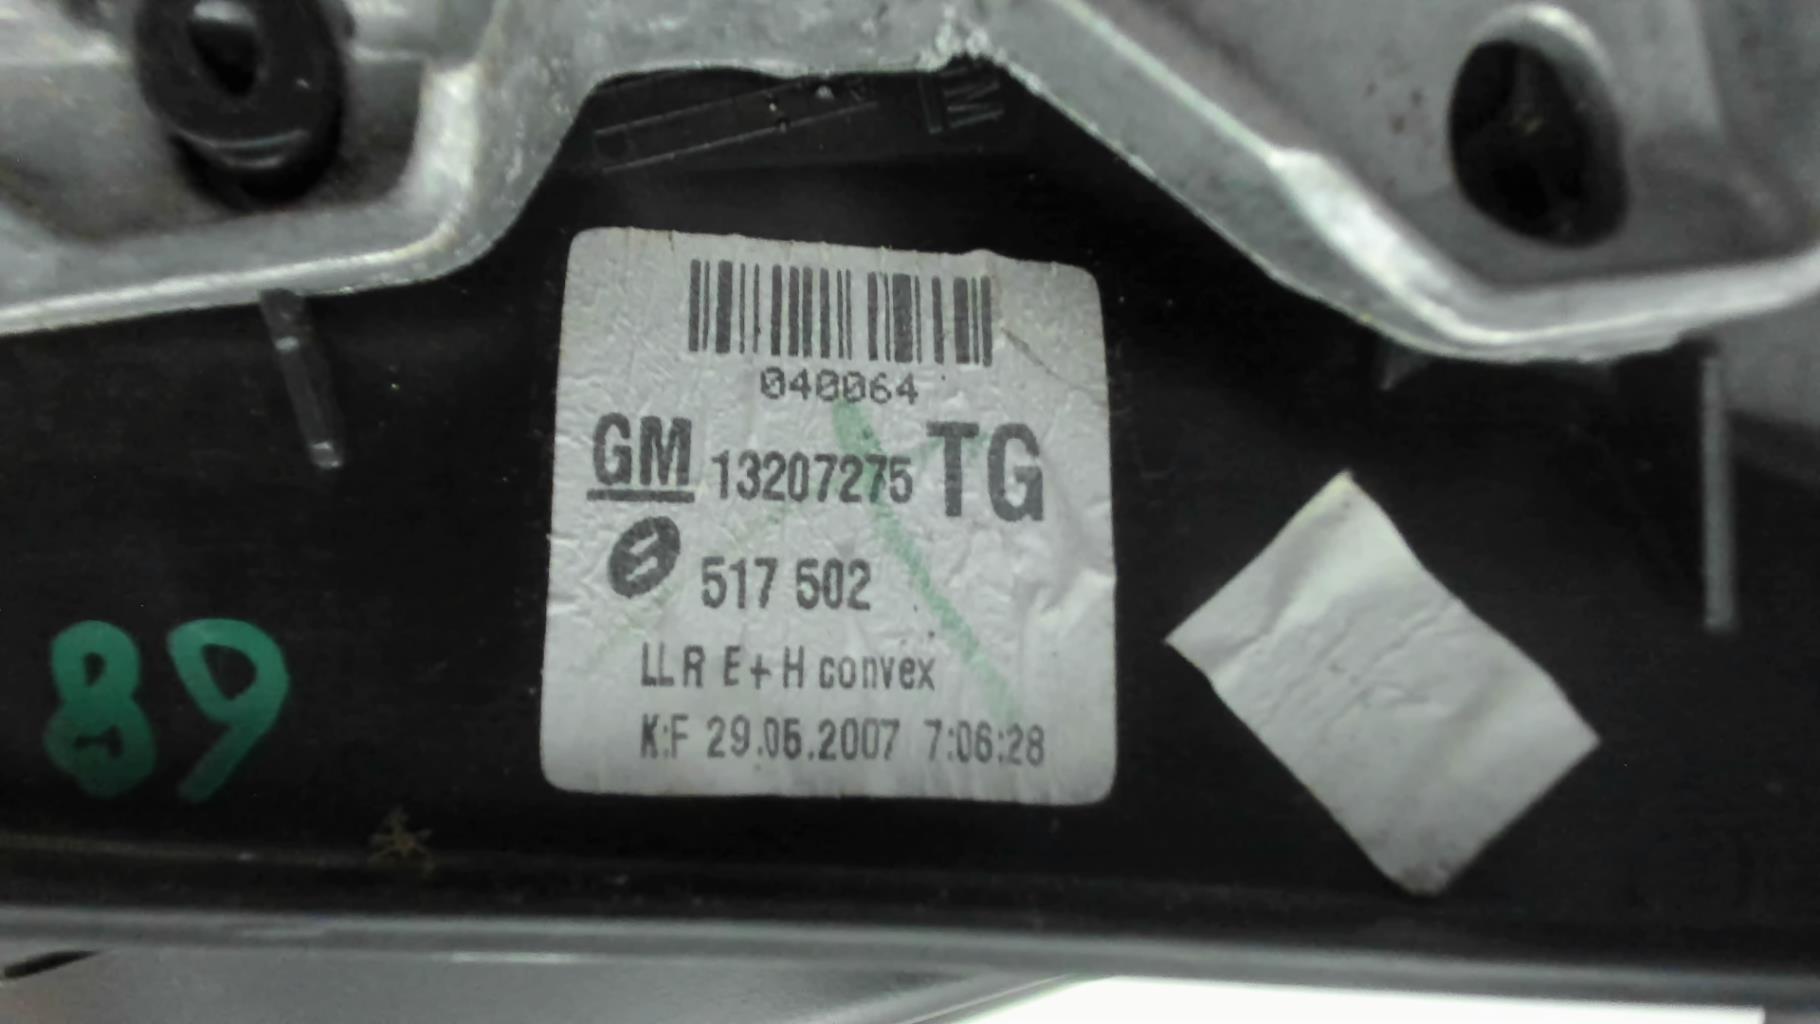 040064
GM 13207275 TG
517 502
LL R E + H convex
K:F 29.05.2007 7:06:28
89